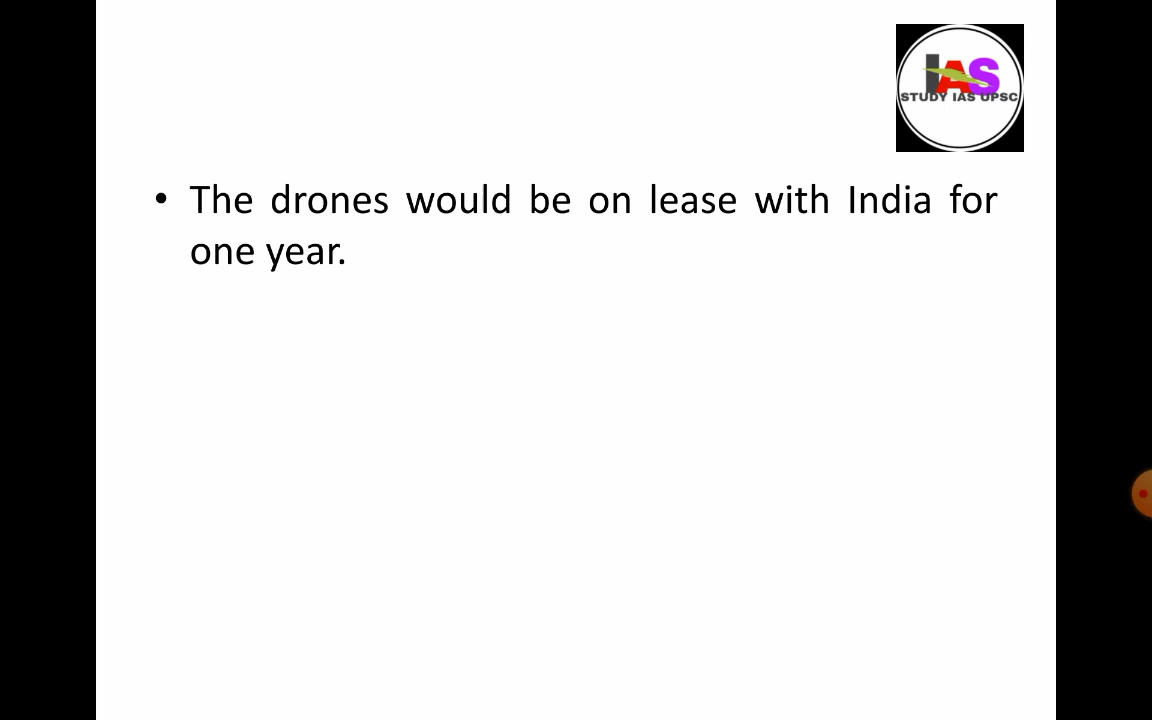 IAS
STUDY IAS UPSC
• The drones would be on lease with India for
one year.